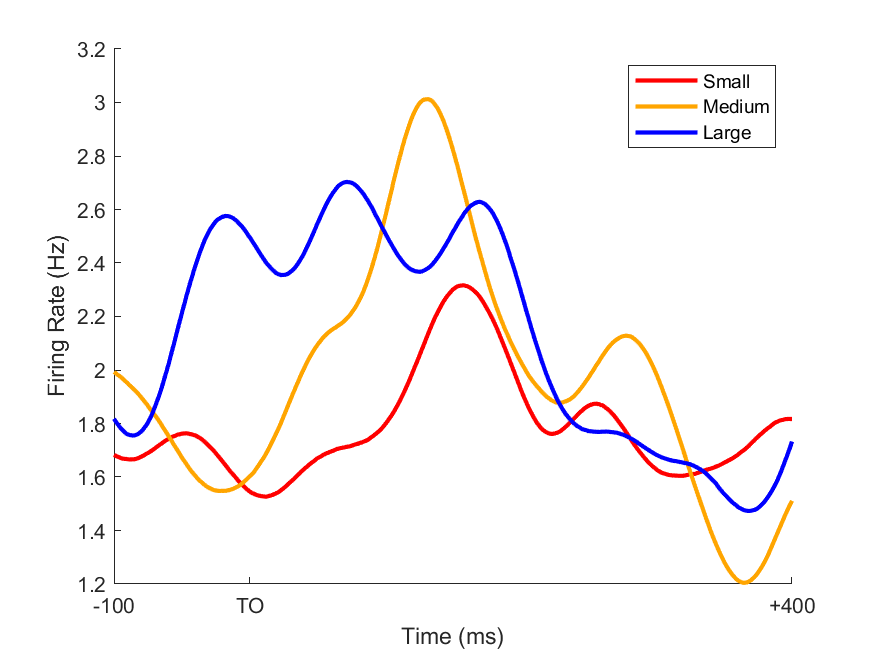 3.2
3
2.8
2.6
2.4
2.2
2
1.8
1.6
1.4
1.2
Firing Rate (Hz)
Small
Medium
Large
-100 TO +400
Time (ms)